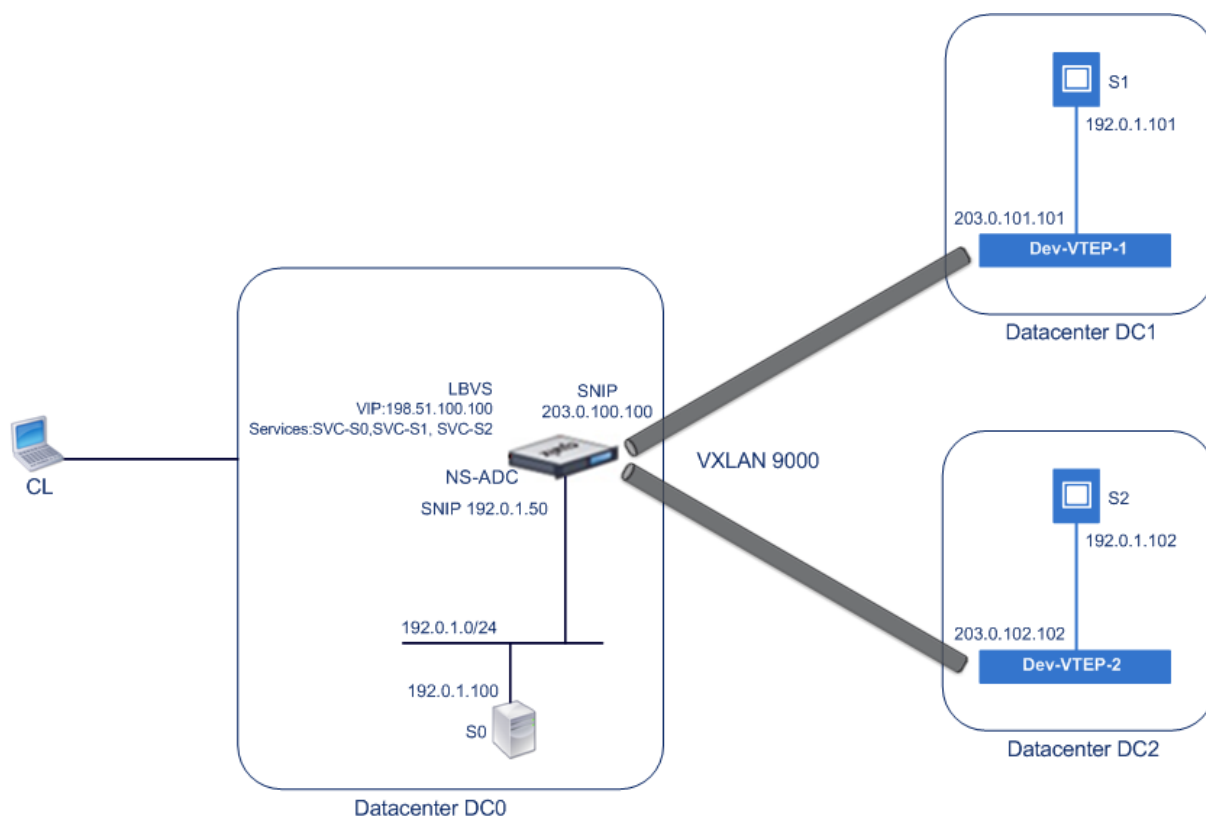 S1
192.0.1.101
203.0.101.101
Dev-VTEP-1
Datacenter DC1
LBVS
VIP:198.51.100.100
Services:SVC-S0,SVC-S1, SVC-S2
SNIP
203.0.100.100
CL
NS-ADC
SNIP 192.0.1.50
VXLAN 9000
S2
192.0.1.102
192.0.1.0/24
203.0.102.102
Dev-VTEP-2
192.0.1.100
S0
Datacenter DC2
Datacenter DC0